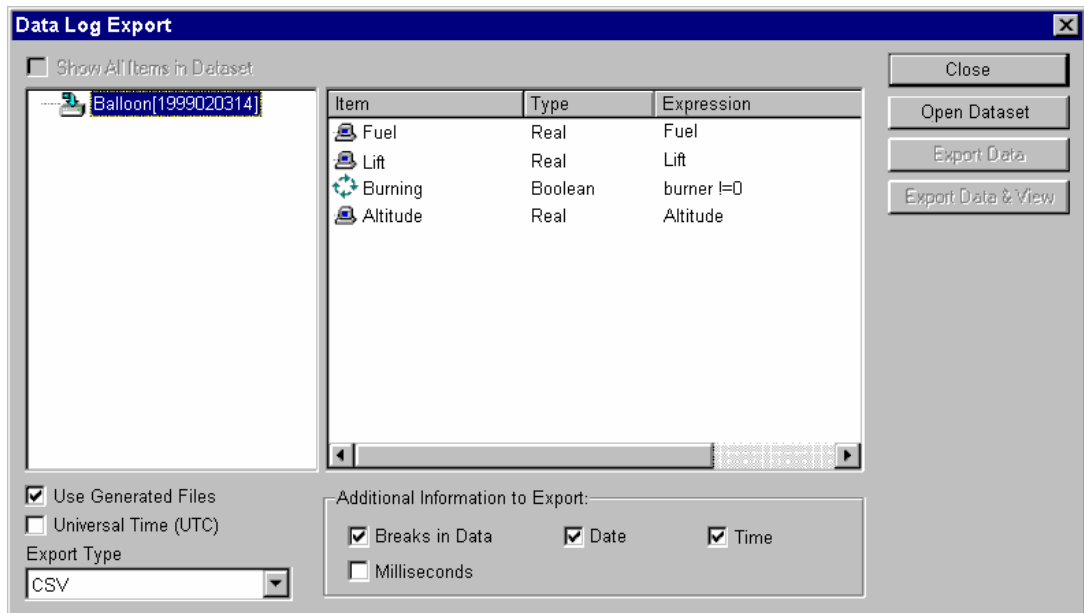 Data Log Export
Show All Items in Dataset
Close
Balloon[1999020314]
Item Type Expression
Open Dataset
Fuel Real Fuel
Export Data
Lift Real Lift
Burning Boolean burner !=0
Export Data & View
Altitude Real Altitude
Use Generated Files
Additional Information to Export:
Universal Time (UTC)
Breaks in Data Date Time
Export Type
Milliseconds
CSV